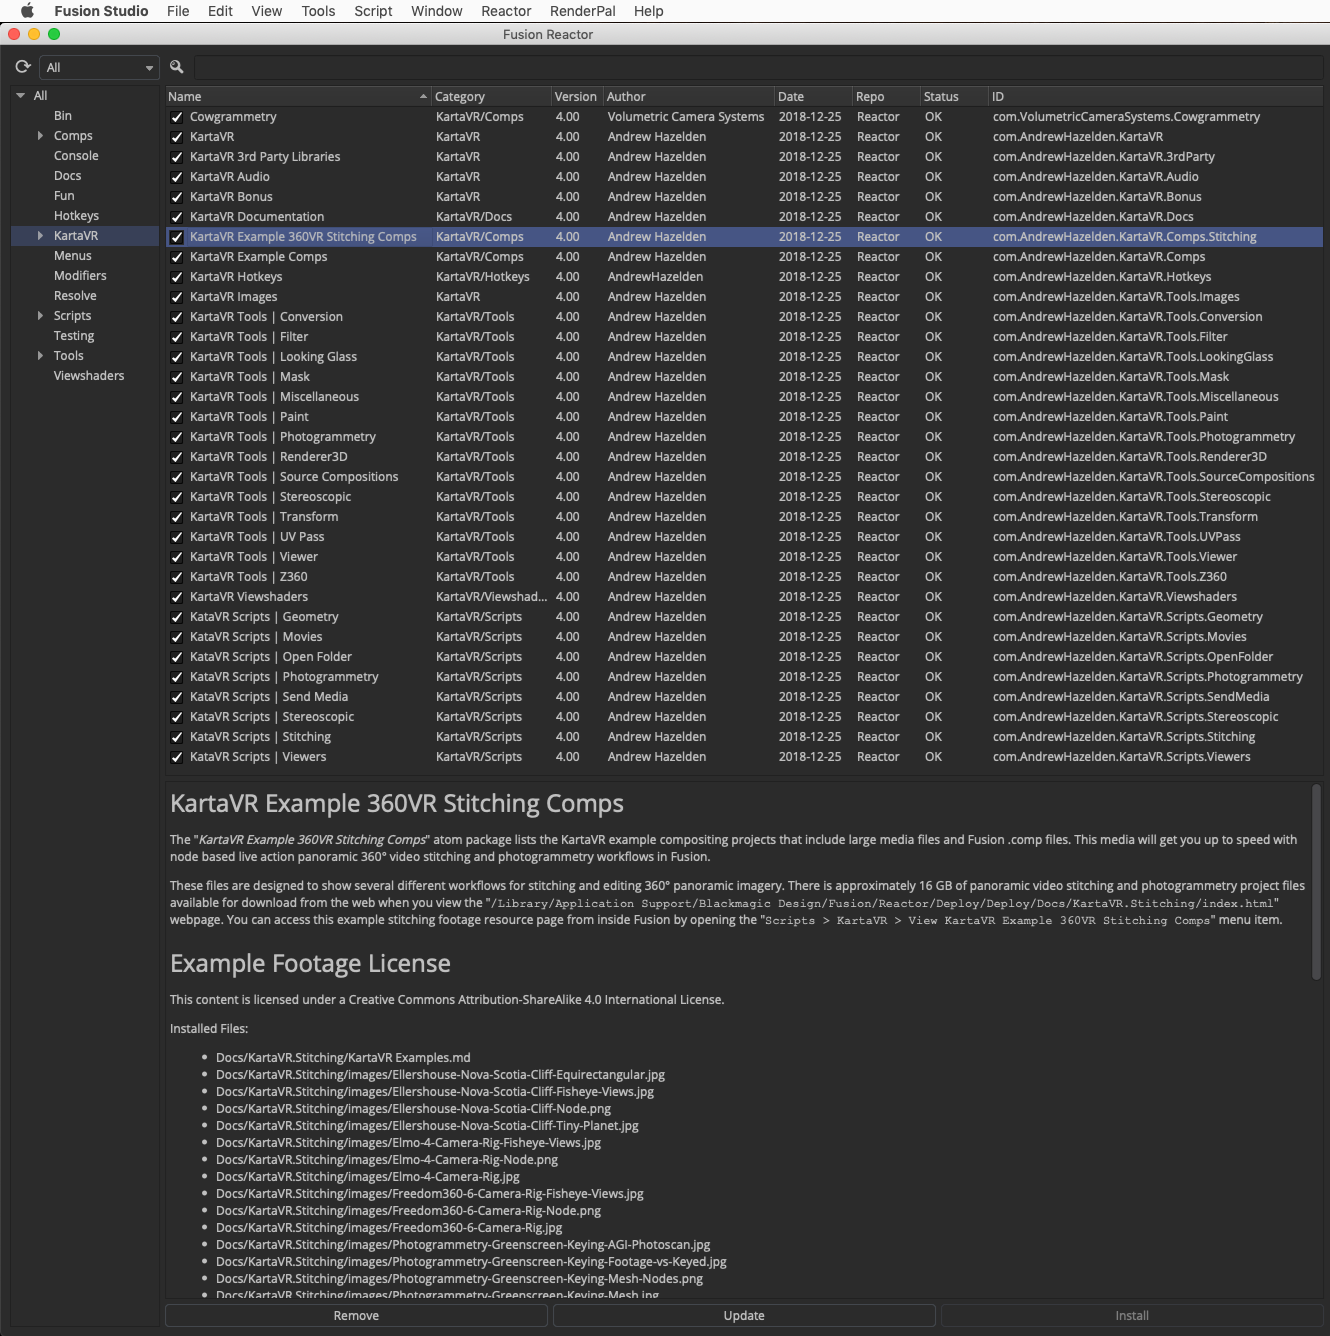 Fusion Studio File Edit View Tools Script Window Reactor RenderPal Help
Fusion Reactor
All
All
Bin
Comps
Console
Docs
Fun
Hotkeys
KartaVR
Menus
Modifiers
Resolve
Scripts
Testing
Tools
Viewshaders
Name Category Version Author Date Repo Status ID
Cowgrammetry KartaVR/Comps 4.00 Volumetric Camera Systems 2018-12-25 Reactor OK com.VolumetricCameraSystems.Cowgrammetry
KartaVR KartaVR 4.00 Andrew Hazelden 2018-12-25 Reactor OK com.AndrewHazelden.KartaVR
KartaVR 3rd Party Libraries KartaVR 4.00 Andrew Hazelden 2018-12-25 Reactor OK com.AndrewHazelden.KartaVR.3rdParty
KartaVR Audio KartaVR 4.00 Andrew Hazelden 2018-12-25 Reactor OK com.AndrewHazelden.KartaVR.Audio
KartaVR Bonus KartaVR 4.00 Andrew Hazelden 2018-12-25 Reactor OK com.AndrewHazelden.KartaVR.Bonus
KartaVR Documentation KartaVR/Docs 4.00 Andrew Hazelden 2018-12-25 Reactor OK com.AndrewHazelden.KartaVR.Docs
KartaVR Example 360VR Stitching Comps KartaVR/Comps 4.00 Andrew Hazelden 2018-12-25 Reactor OK com.AndrewHazelden.KartaVR.Comps.Stitching
KartaVR Example Comps KartaVR/Comps 4.00 Andrew Hazelden 2018-12-25 Reactor OK com.AndrewHazelden.KartaVR.Comps
KartaVR Hotkeys KartaVR/Hotkeys 4.00 AndrewHazelden 2018-12-25 Reactor OK com.AndrewHazelden.KartaVR.Hotkeys
KartaVR Images KartaVR 4.00 Andrew Hazelden 2018-12-25 Reactor OK com.AndrewHazelden.KartaVR.Tools.Images
KartaVR Tools | Conversion KartaVR/Tools 4.00 Andrew Hazelden 2018-12-25 Reactor OK com.AndrewHazelden.KartaVR.Tools.Conversion
KartaVR Tools | Filter KartaVR/Tools 4.00 Andrew Hazelden 2018-12-25 Reactor OK com.AndrewHazelden.KartaVR.Tools.Filter
KartaVR Tools | Looking Glass KartaVR/Tools 4.00 Andrew Hazelden 2018-12-25 Reactor OK com.AndrewHazelden.KartaVR.Tools.LookingGlass
KartaVR Tools | Mask KartaVR/Tools 4.00 Andrew Hazelden 2018-12-25 Reactor OK com.AndrewHazelden.KartaVR.Tools.Mask
KartaVR Tools | Miscellaneous KartaVR/Tools 4.00 Andrew Hazelden 2018-12-25 Reactor OK com.AndrewHazelden.KartaVR.Tools.Miscellaneous
KartaVR Tools | Paint KartaVR/Tools 4.00 Andrew Hazelden 2018-12-25 Reactor OK com.AndrewHazelden.KartaVR.Tools.Paint
KartaVR Tools | Photogrammetry KartaVR/Tools 4.00 Andrew Hazelden 2018-12-25 Reactor OK com.AndrewHazelden.KartaVR.Tools.Photogrammetry
KartaVR Tools | Renderer3D KartaVR/Tools 4.00 Andrew Hazelden 2018-12-25 Reactor OK com.AndrewHazelden.KartaVR.Tools.Renderer3D
KartaVR Tools | Source Compositions KartaVR/Tools 4.00 Andrew Hazelden 2018-12-25 Reactor OK com.AndrewHazelden.KartaVR.Tools.SourceCompositions
KartaVR Tools | Stereoscopic KartaVR/Tools 4.00 Andrew Hazelden 2018-12-25 Reactor OK com.AndrewHazelden.KartaVR.Tools.Stereoscopic
KartaVR Tools | Transform KartaVR/Tools 4.00 Andrew Hazelden 2018-12-25 Reactor OK com.AndrewHazelden.KartaVR.Tools.Transform
KartaVR Tools | UV Pass KartaVR/Tools 4.00 Andrew Hazelden 2018-12-25 Reactor OK com.AndrewHazelden.KartaVR.Tools.UVPass
KartaVR Tools | Viewer KartaVR/Tools 4.00 Andrew Hazelden 2018-12-25 Reactor OK com.AndrewHazelden.KartaVR.Tools.Viewer
KartaVR Tools | Z360 KartaVR/Tools 4.00 Andrew Hazelden 2018-12-25 Reactor OK com.AndrewHazelden.KartaVR.Tools.Z360
KartaVR Viewshaders KartaVR/Viewshad... 4.00 Andrew Hazelden 2018-12-25 Reactor OK com.AndrewHazelden.KartaVR.Viewshaders
KataVR Scripts | Geometry KartaVR/Scripts 4.00 Andrew Hazelden 2018-12-25 Reactor OK com.AndrewHazelden.KartaVR.Scripts.Geometry
KataVR Scripts | Movies KartaVR/Scripts 4.00 Andrew Hazelden 2018-12-25 Reactor OK com.AndrewHazelden.KartaVR.Scripts.Movies
KataVR Scripts | Open Folder KartaVR/Scripts 4.00 Andrew Hazelden 2018-12-25 Reactor OK com.AndrewHazelden.KartaVR.Scripts.OpenFolder
KataVR Scripts | Photogrammetry KartaVR/Scripts 4.00 Andrew Hazelden 2018-12-25 Reactor OK com.AndrewHazelden.KartaVR.Scripts.Photogrammetry
KataVR Scripts | Send Media KartaVR/Scripts 4.00 Andrew Hazelden 2018-12-25 Reactor OK com.AndrewHazelden.KartaVR.Scripts.SendMedia
KataVR Scripts | Stereoscopic KartaVR/Scripts 4.00 Andrew Hazelden 2018-12-25 Reactor OK com.AndrewHazelden.KartaVR.Scripts.Stereoscopic
KataVR Scripts | Stitching KartaVR/Scripts 4.00 Andrew Hazelden 2018-12-25 Reactor OK com.AndrewHazelden.KartaVR.Scripts.Stitching
KataVR Scripts | Viewers KartaVR/Scripts 4.00 Andrew Hazelden 2018-12-25 Reactor OK com.AndrewHazelden.KartaVR.Scripts.Viewers
KartaVR Example 360VR Stitching Comps
The "KartaVR Example 360VR Stitching Comps" atom package lists the KartaVR example compositing projects that include large media files and Fusion .comp files. This media will get you up to speed with
node based live action panoramic 360° video stitching and photogrammetry workflows in Fusion.
These files are designed to show several different workflows for stitching and editing 360° panoramic imagery. There is approximately 16 GB of panoramic video stitching and photogrammetry project files
available for download from the web when you view the "/Library/Application Support/Blackmagic Design/Fusion/Reactor/Deploy/Deploy/Docs/KartaVR.Stitching/index.html"
webpage. You can access this example stitching footage resource page from inside Fusion by opening the "Scripts > KartaVR > View KartaVR Example 360VR Stitching Comps" menu item.
Example Footage License
This content is licensed under a Creative Commons Attribution-ShareAlike 4.0 International License.
Installed Files:
• Docs/KartaVR.Stitching/KartaVR Examples.md
• Docs/KartaVR.Stitching/images/Ellershouse-Nova-Scotia-Cliff-Equirectangular.jpg
• Docs/KartaVR.Stitching/images/Ellershouse-Nova-Scotia-Cliff-Fisheye-Views.jpg
• Docs/KartaVR.Stitching/images/Ellershouse-Nova-Scotia-Cliff-Node.png
• Docs/KartaVR.Stitching/images/Ellershouse-Nova-Scotia-Cliff-Tiny-Planet.jpg
• Docs/KartaVR.Stitching/images/Elmo-4-Camera-Rig-Fisheye-Views.jpg
• Docs/KartaVR.Stitching/images/Elmo-4-Camera-Rig-Node.png
• Docs/KartaVR.Stitching/images/Elmo-4-Camera-Rig.jpg
• Docs/KartaVR.Stitching/images/Freedom360-6-Camera-Rig-Fisheye-Views.jpg
• Docs/KartaVR.Stitching/images/Freedom360-6-Camera-Rig-Node.png
• Docs/KartaVR.Stitching/images/Freedom360-6-Camera-Rig.jpg
• Docs/KartaVR.Stitching/images/Photogrammetry-Greenscreen-Keying-AGI-Photoscan.jpg
• Docs/KartaVR.Stitching/images/Photogrammetry-Greenscreen-Keying-Footage-vs-Keyed.jpg
• Docs/KartaVR.Stitching/images/Photogrammetry-Greenscreen-Keying-Mesh-Nodes.png
• Docs/KartaVR.Stitching/images/Photogrammetry-Greenscreen-Keying-Mesh.jpg
Remove Update Install